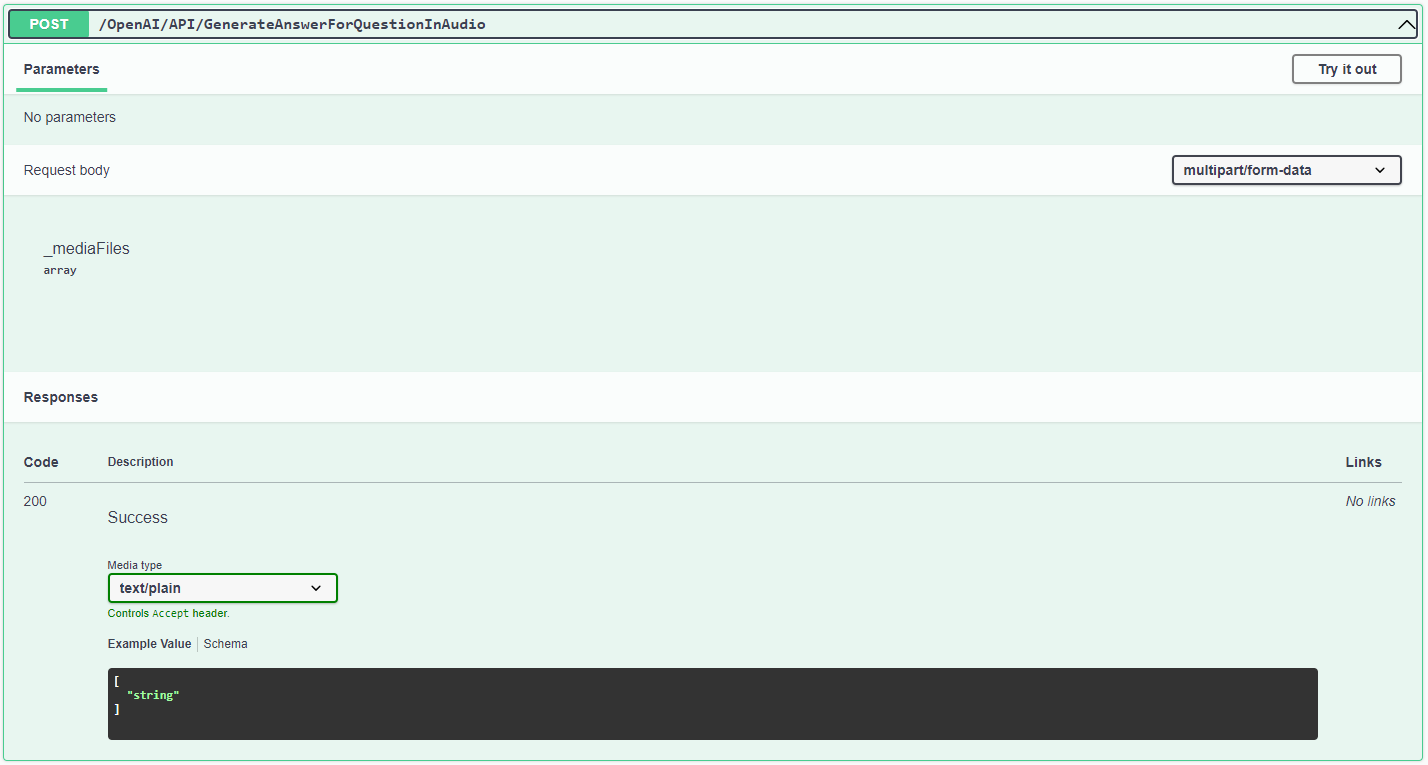 POST /OpenAI/API/GenerateAnswerForQuestionInAudio
Parameters
Try it out
No parameters
Request body
multipart/form-data
_mediaFiles
array
Responses
Code Description Links
200 Success No links
Media type
text/plain
Controls Accept header.
Example Value Schema
[
"string"
]